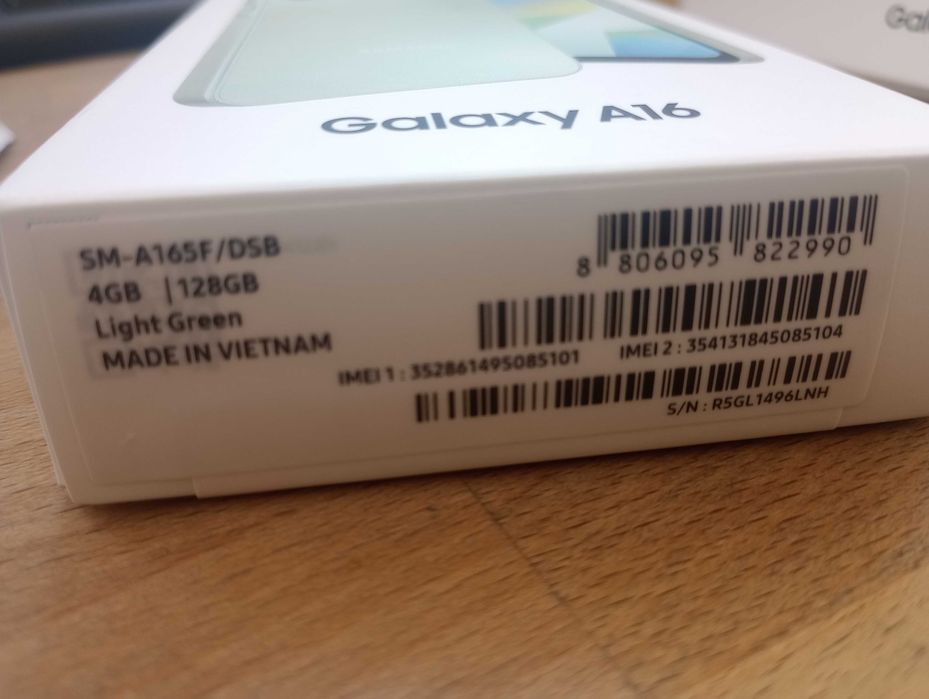 Gal
Galaxy A16
SM-A165F/DSB
4GB | 128GB
Light Green
MADE IN VIETNAM
8 806095 822990
IMEI 1 : 352861495085101
IMEI 2 : 354131845085104
S/N : R5GL1496LNH